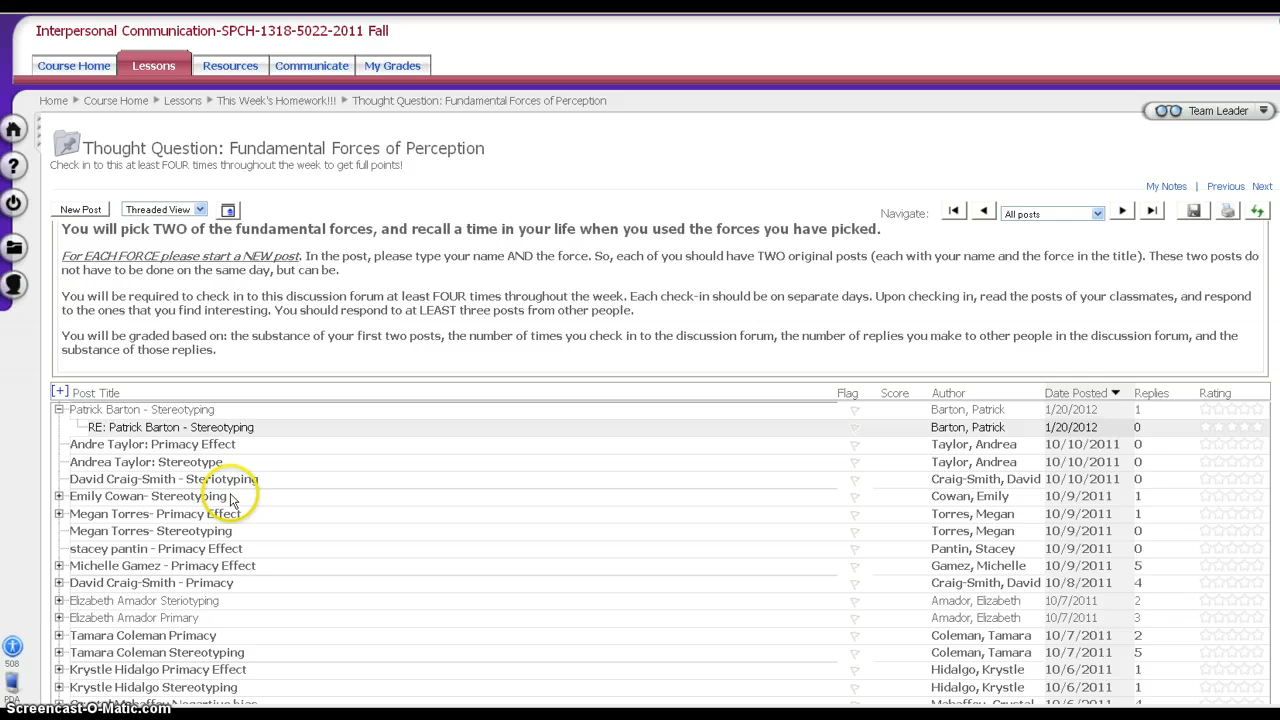 Interpersonal Communication-SPCH-1318-5022-2011 Fall
Course Home Lessons Resources Communicate My Grades
Home Course Home Lessons This Week's Homework!!! Thought Question: Fundamental Forces of Perception
Team Leader
Thought Question: Fundamental Forces of Perception
Check in to this at least FOUR times throughout the week to get full points!
My Notes | Previous Next
New Post Threaded View Navigate: All posts
You will pick TWO of the fundamental forces, and recall a time in your life when you used the forces you have picked.
For EACH FORCE please start a NEW post. In the post, please type your name AND the force. So, each of you should have TWO original posts (each with your name and the force in the title). These two posts do
not have to be done on the same day, but can be.
You will be required to check in to this discussion forum at least FOUR times throughout the week. Each check-in should be on separate days. Upon checking in, read the posts of your classmates, and respond
to the ones that you find interesting. You should respond to at LEAST three posts from other people.
You will be graded based on: the substance of your first two posts, the number of times you check in to the discussion forum, the number of replies you make to other people in the discussion forum, and the
substance of those replies.
[+] Post Title Flag Score Author Date Posted Replies Rating
Patrick Barton - Stereotyping Barton, Patrick 1/20/2012 1
RE: Patrick Barton - Stereotyping Barton, Patrick 1/20/2012 0
Andre Taylor: Primacy Effect Taylor, Andrea 10/10/2011 0
Andrea Taylor: Stereotype Taylor, Andrea 10/10/2011 0
David Craig-Smith - Steriotyping Craig-Smith, David 10/10/2011 0
Emily Cowan- Stereotyping Cowan, Emily 10/9/2011 1
Megan Torres- Primacy Effect Torres, Megan 10/9/2011 1
Megan Torres- Stereotyping Torres, Megan 10/9/2011 0
stacey pantin - Primacy Effect Pantin, Stacey 10/9/2011 0
Michelle Gamez - Primacy Effect Gamez, Michelle 10/9/2011 5
David Craig-Smith - Primacy Craig-Smith, David 10/8/2011 4
Elizabeth Amador Steriotyping Amador, Elizabeth 10/7/2011 2
Elizabeth Amador Primary Amador, Elizabeth 10/7/2011 3
Tamara Coleman Primacy Coleman, Tamara 10/7/2011 2
508 Tamara Coleman Stereotyping Coleman, Tamara 10/7/2011 5
Krystle Hidalgo Primacy Effect Hidalgo, Krystle 10/6/2011 1
Krystle Hidalgo Stereotyping Hidalgo, Krystle 10/6/2011 1
PDA
Mahaffey, Crystal 10/6/2011 4
Screencast-O-Matic.com